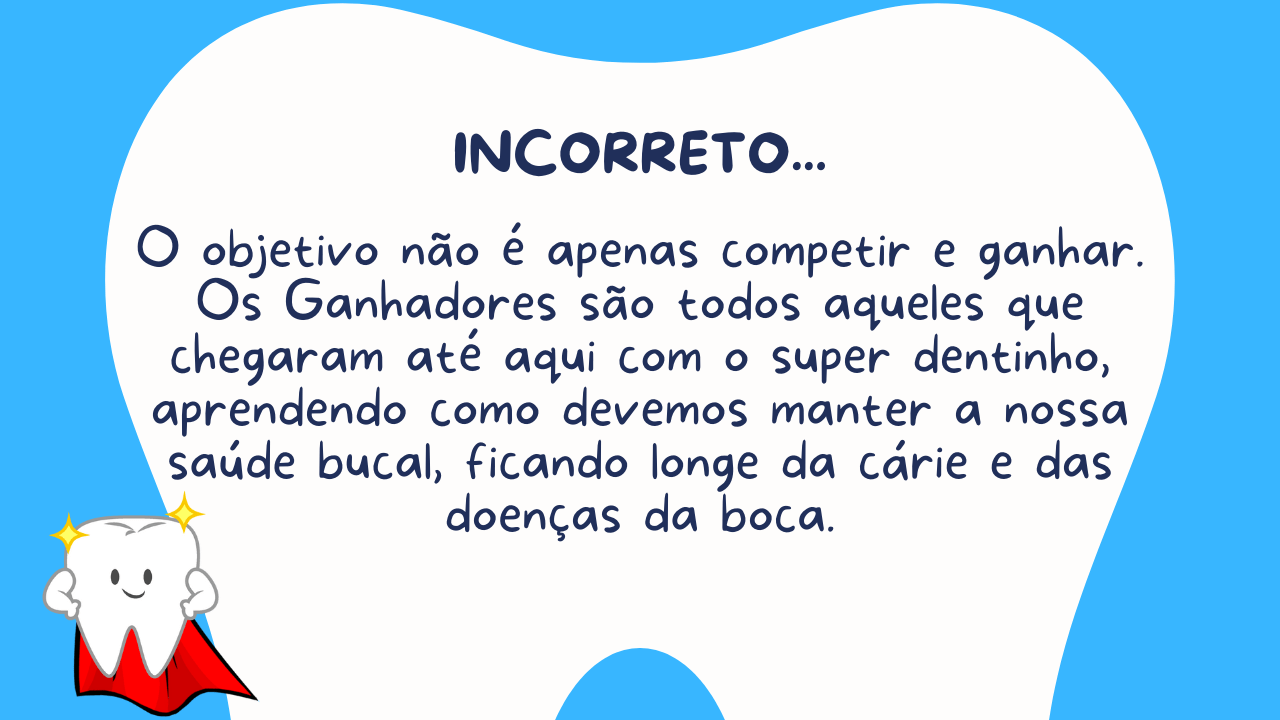 INCORRETO...
O objetivo não é apenas competir e ganhar.
Os Ganhadores são todos aqueles que
chegaram até aqui com o super dentinho,
aprendendo como devemos manter a nossa
saúde bucal, ficando longe da cárie e das
doenças da boca.